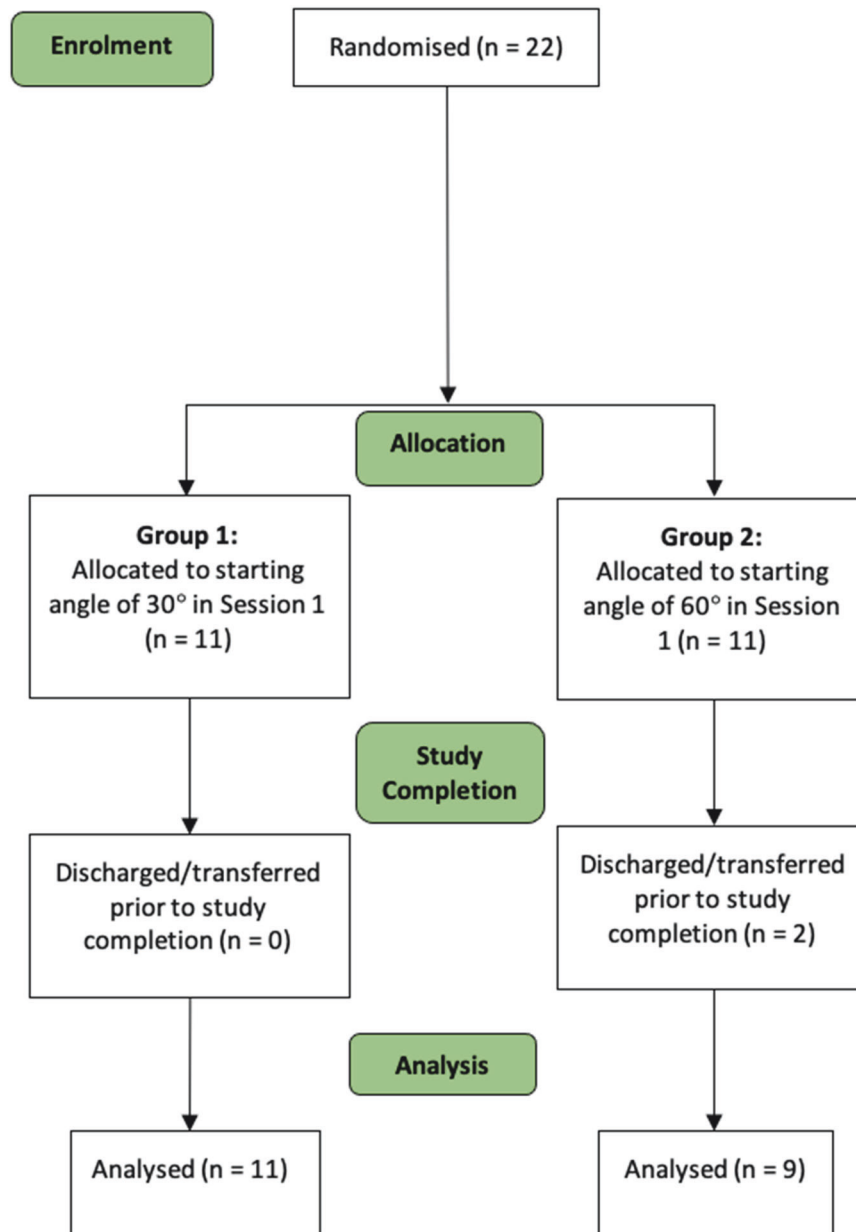 Enrolment
Randomised (n = 22)
Allocation
Group 1:
Allocated to starting
angle of 30° in Session 1
(n = 11)
Group 2:
Allocated to starting
angle of 60° in Session
1 (n = 11)
Study
Completion
Discharged/transferred
prior to study
completion (n = 0)
Discharged/transferred
prior to study
completion (n = 2)
Analysis
Analysed (n = 11)
Analysed (n = 9)